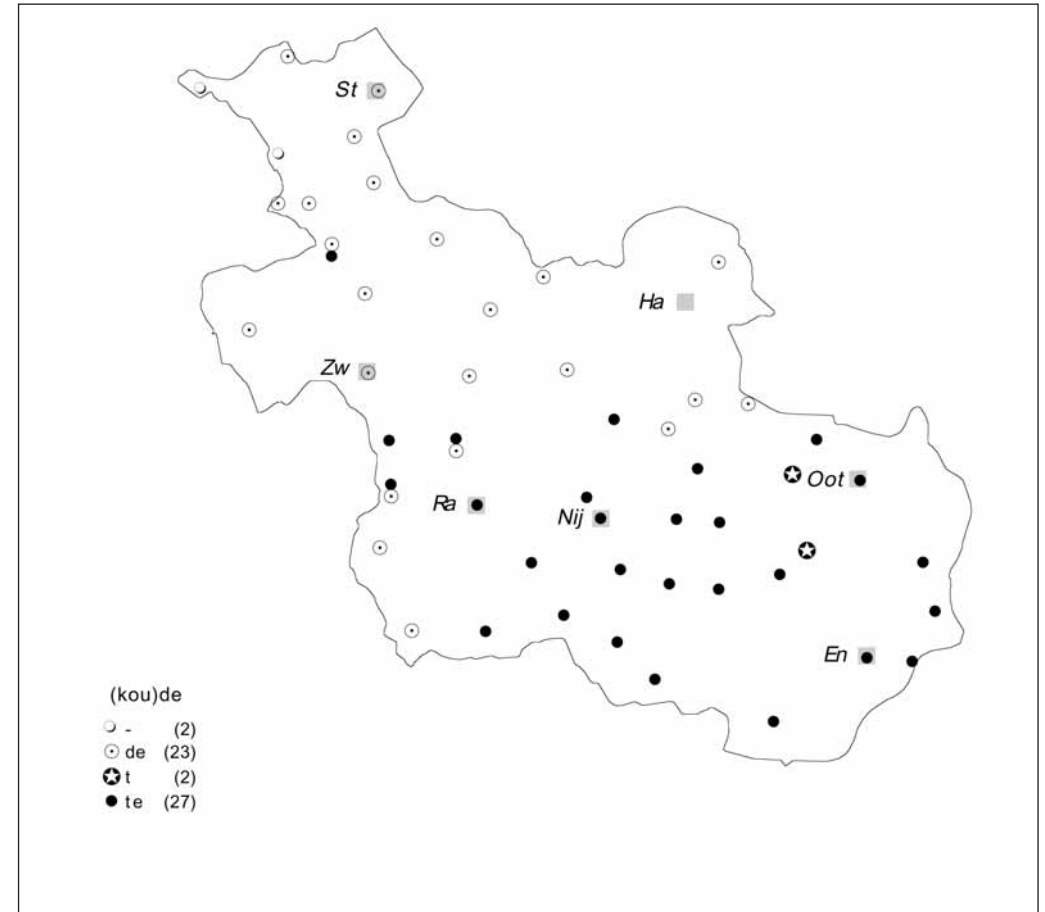 St
Ha
Zw
Oot
Ra
Nij
En
(kou)de
- (2)
de (23)
t (2)
te (27)